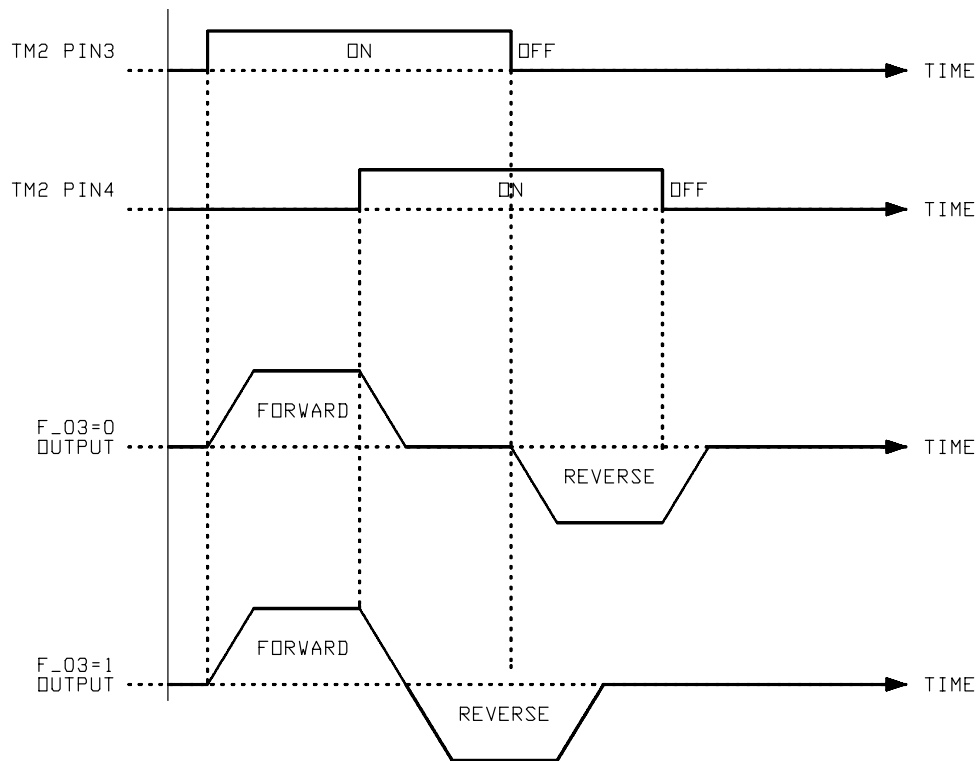 TM2 PIN3
ON
OFF
TIME
TM2 PIN4
ON
OFF
TIME
FORWARD
F_03=0
OUTPUT
TIME
REVERSE
FORWARD
F_03=1
OUTPUT
TIME
REVERSE